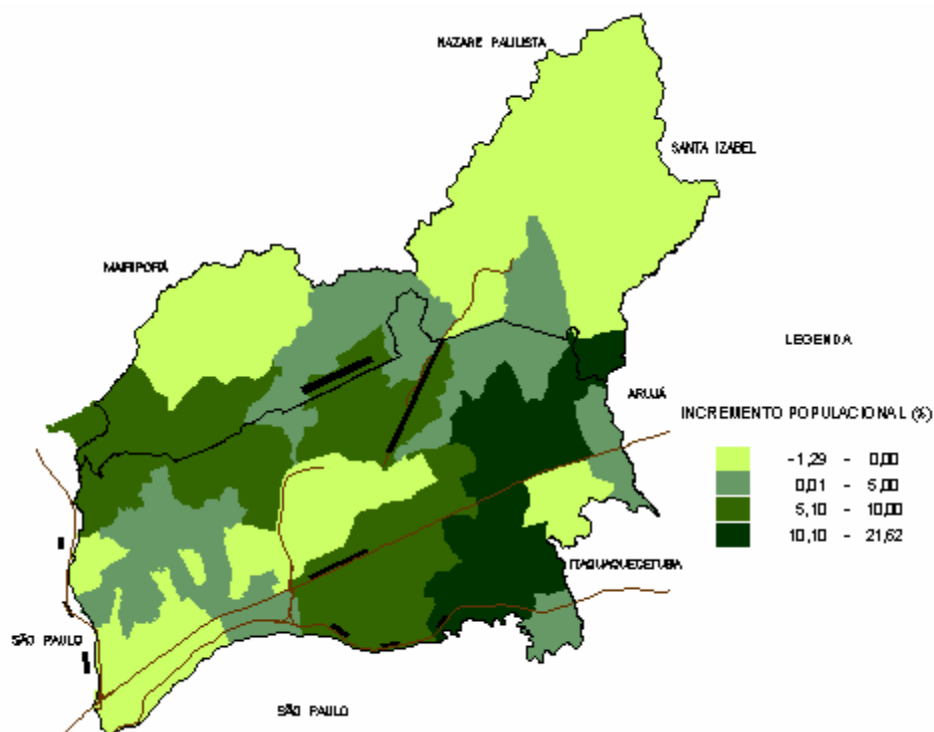 NAZARE PAULISTA
SANTA IZABEL
MAIRIPORÃ
LEGENDA
ARUJÁ
INCREMENTO POPULACIONAL (%)
-1,29 - 0,00
0,01 - 5,00
5,10 - 10,00
10,10 - 21,62
ITAQUAQUECETUBA
SÃO PAULO
SÃO PAULO